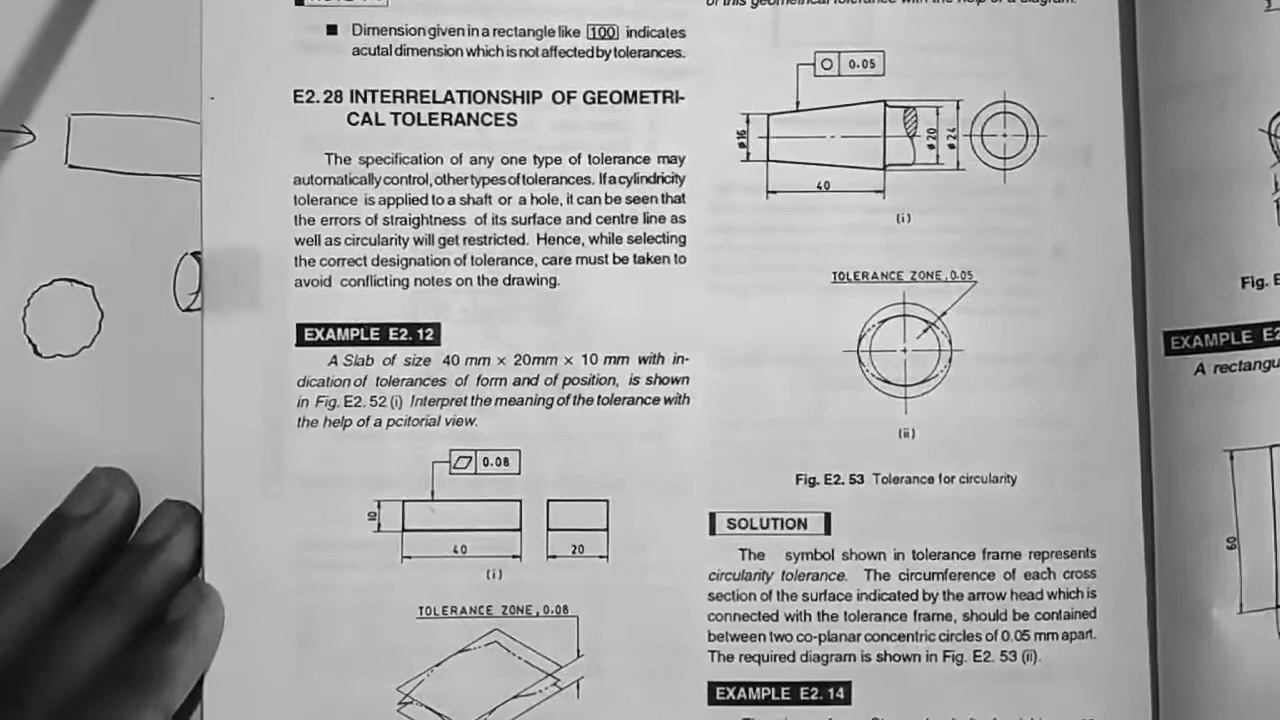 Dimension given in a rectangle like 100 indicates
acutal dimension which is not affected by tolerances.
E2.28 INTERRELATIONSHIP OF GEOMETRI-
CAL TOLERANCES
The specification of any one type of tolerance may
automatically control, other types of tolerances. If a cylindricity
tolerance is applied to a shaft or a hole, it can be seen that
the errors of straightness of its surface and centre line as
well as circularity will get restricted. Hence, while selecting
the correct designation of tolerance, care must be taken to
avoid conflicting notes on the drawing.
EXAMPLE E2. 12
A Slab of size 40 mm × 20mm × 10 mm with in-
dication of tolerances of form and of position, is shown
in Fig. E2. 52 (i) Interpret the meaning of the tolerance with
the help of a pcitorial view.
0.08
10
40
20
(i)
TOLERANCE ZONE, 0.08
of this geometrical tolerance with the help of a diagram.
0.05
ø16
ø20
ø24
40
(i)
TOLERANCE ZONE, 0.05
(ii)
Fig. E2. 53 Tolerance for circularity
SOLUTION
The symbol shown in tolerance frame represents
circularity tolerance. The circumference of each cross
section of the surface indicated by the arrow head which is
connected with the tolerance frame, should be contained
between two co-planar concentric circles of 0.05 mm apart.
The required diagram is shown in Fig. E2. 53 (ii).
EXAMPLE E2. 14
Fig. E
EXAMPLE E2
A rectangu
60